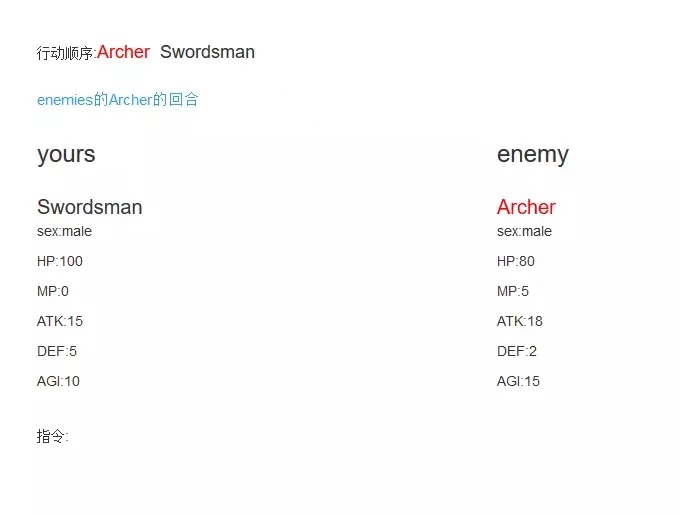 行动顺序:Archer Swordsman
enemies的Archer的回合
yours
enemy
Swordsman
sex:male
HP:100
MP:0
ATK:15
DEF:5
AGI:10
Archer
sex:male
HP:80
MP:5
ATK:18
DEF:2
AGI:15
指令: